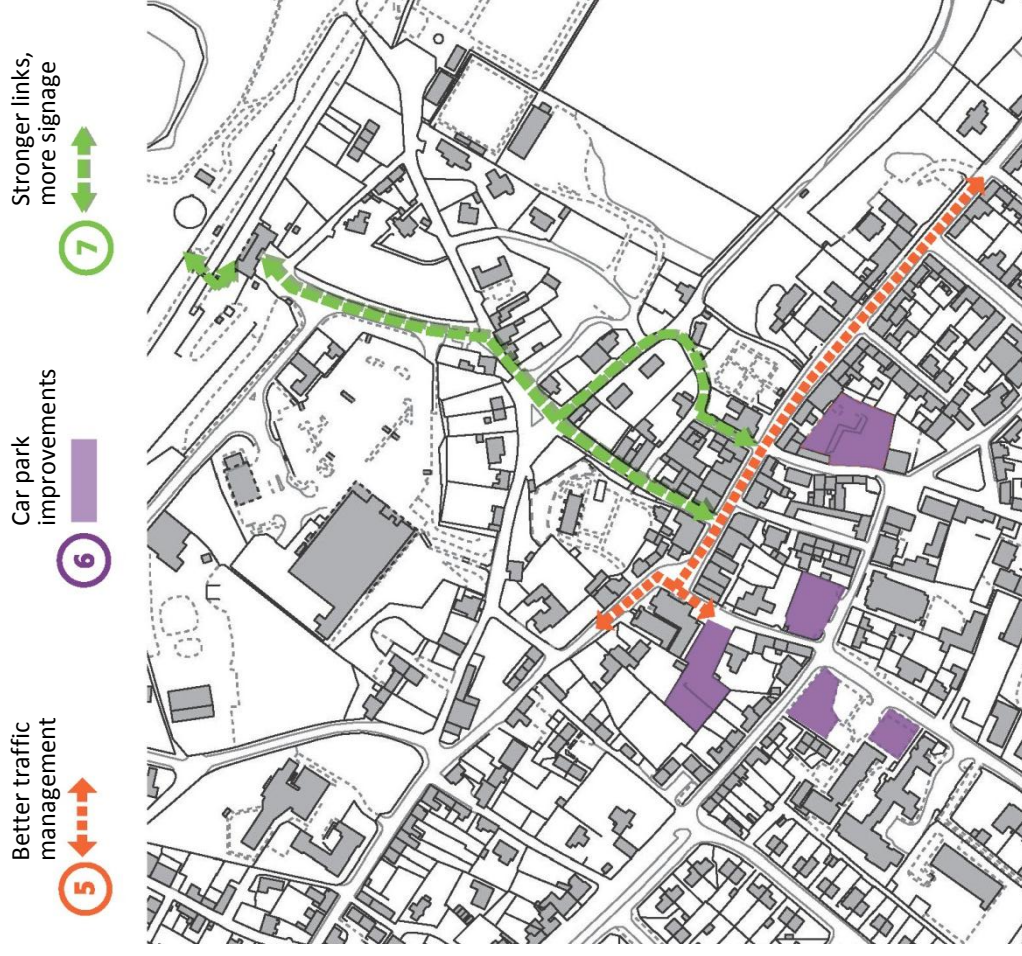 Better traffic
management
5
Car park
improvements
6
Stronger links,
more signage
7